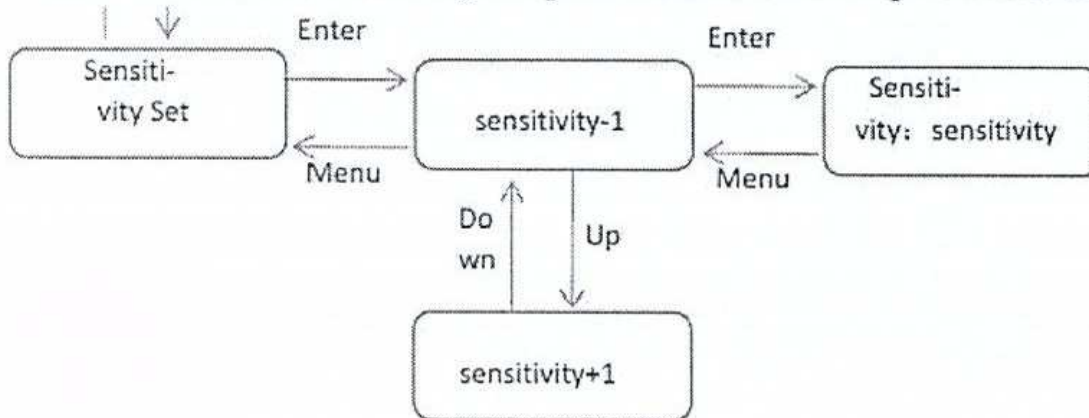 Enter
Enter
Sensiti-
vity Set
sensitivity-1
Sensiti-
vity：sensitivity
Menu
Menu
Do
wn
Up
sensitivity+1